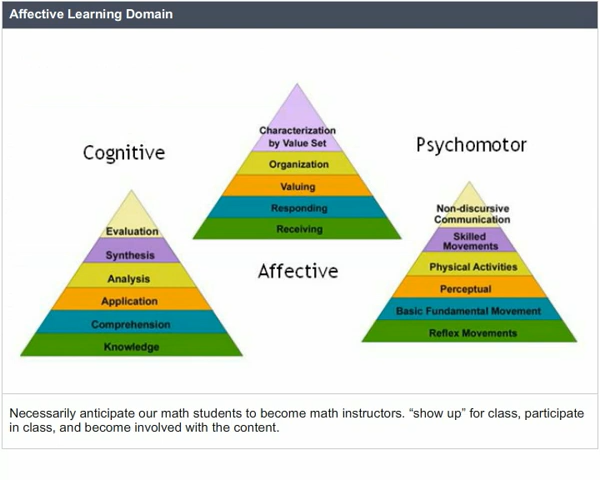 Affective Learning Domain
Cognitive
Evaluation
Synthesis
Analysis
Application
Comprehension
Knowledge
Characterization
by Value Set
Organization
Valuing
Responding
Receiving
Affective
Psychomotor
Non-discursive
Communication
Skilled
Movements
Physical Activities
Perceptual
Basic Fundamental Movement
Reflex Movements
Necessarily anticipate our math students to become math instructors. “show up” for class, participate
in class, and become involved with the content.